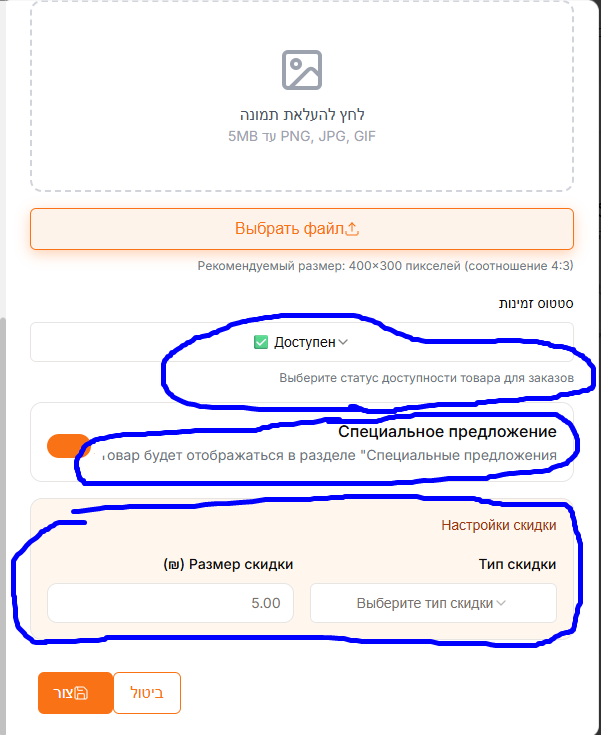 לחץ להעלאת תמונה
PNG, JPG, GIF עד 5MB
Выбрать файл
Рекомендуемый размер: 400×300 пикселей (соотношение 4:3)
סטטוס זמינות
✅ Доступен
Выберите статус доступности товара для заказов
Специальное предложение
товар будет отображаться в разделе "Специальные предложения
Настройки скидки
Тип скидки
Размер скидки (₪)
Выберите тип скидки
5.00
ביטול
צור